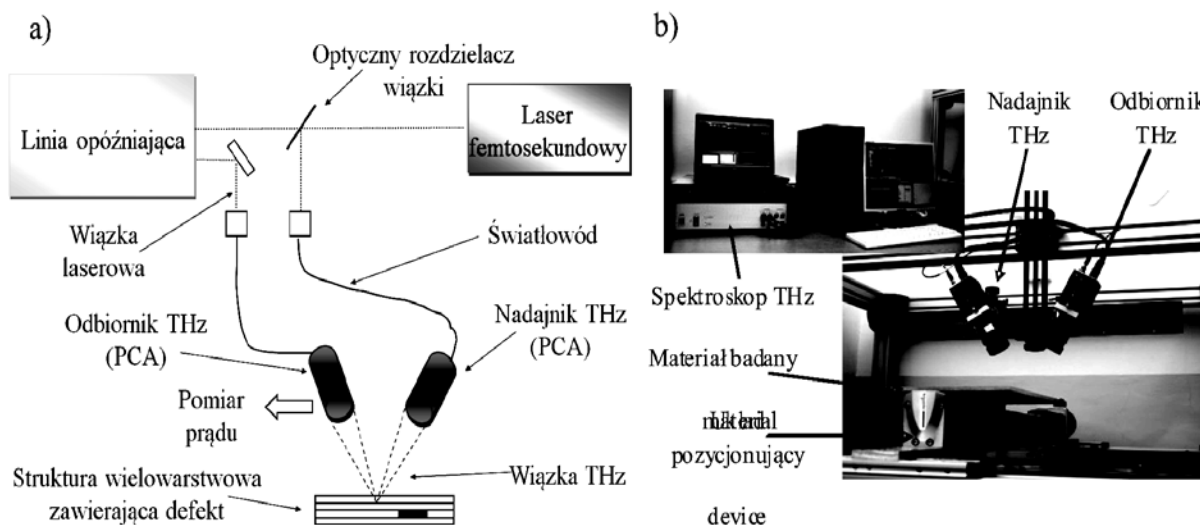 a)
Optyczny rozdzielacz
wiązki
Linia opóźniająca
Laser
femtosekundowy
Wiązka
laserowa
Światłowód
Odbiornik THz
(PCA)
Nadajnik THz
(PCA)
Pomiar
prądu
Wiązka THz
Struktura wielowarstwowa
zawierająca defekt
b)
Nadajnik
THz
Odbiornik
THz
Spektroskop THz
Materiał badany
pozycjonujący
device